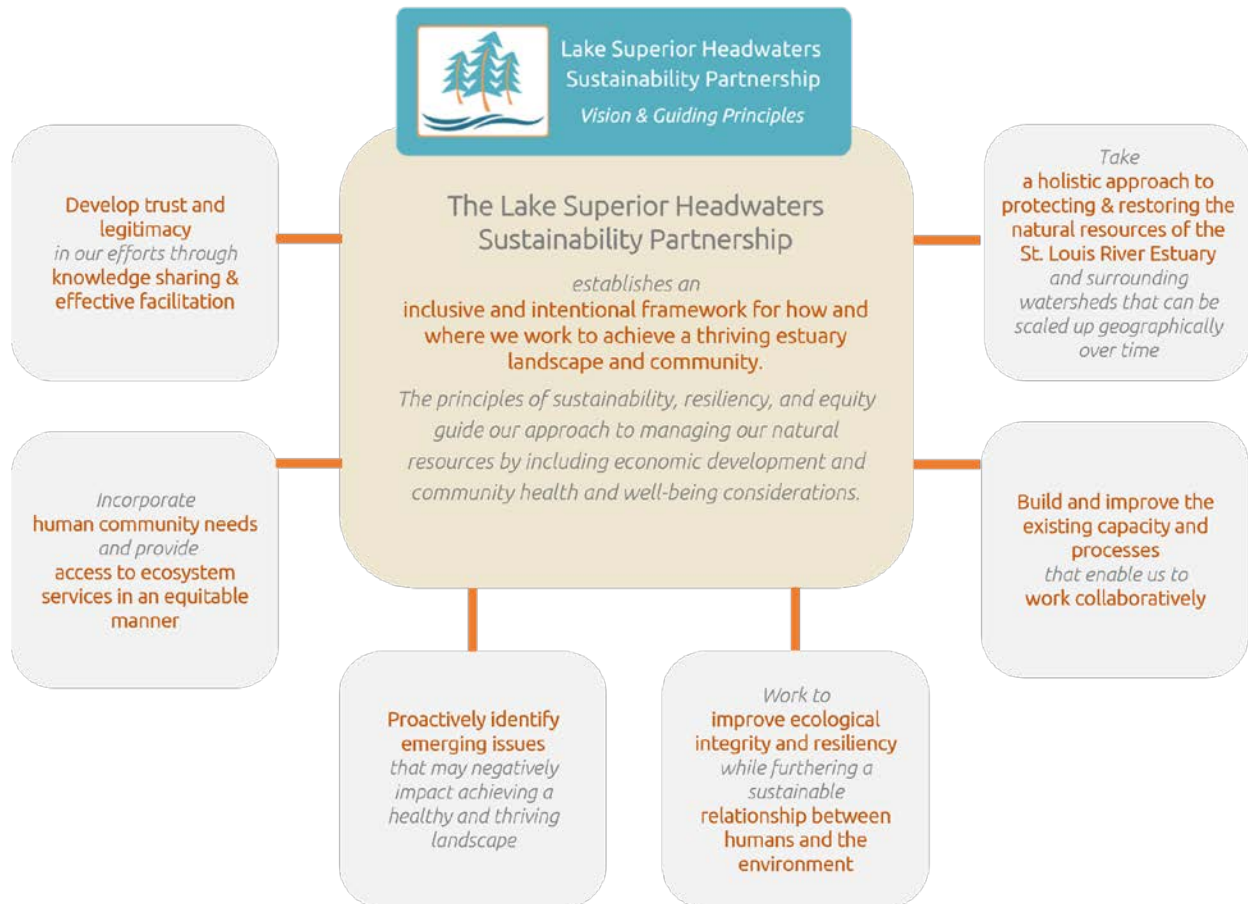 Lake Superior Headwaters
Sustainability Partnership
Vision & Guiding Principles
The Lake Superior Headwaters
Sustainability Partnership
establishes an
inclusive and intentional framework for how and
where we work to achieve a thriving estuary
landscape and community.
The principles of sustainability, resiliency, and equity
guide our approach to managing our natural
resources by including economic development and
community health and well-being considerations.
Develop trust and
legitimacy
in our efforts through
knowledge sharing &
effective facilitation
Incorporate
human community needs
and provide
access to ecosystem
services in an equitable
manner
Proactively identify
emerging issues
that may negatively
impact achieving a
healthy and thriving
landscape
Work to
improve ecological
integrity and resiliency
while furthering a
sustainable
relationship between
humans and the
environment
Build and improve the
existing capacity and
processes
that enable us to
work collaboratively
Take
a holistic approach to
protecting & restoring the
natural resources of the
St. Louis River Estuary
and surrounding
watersheds that can be
scaled up geographically
over time